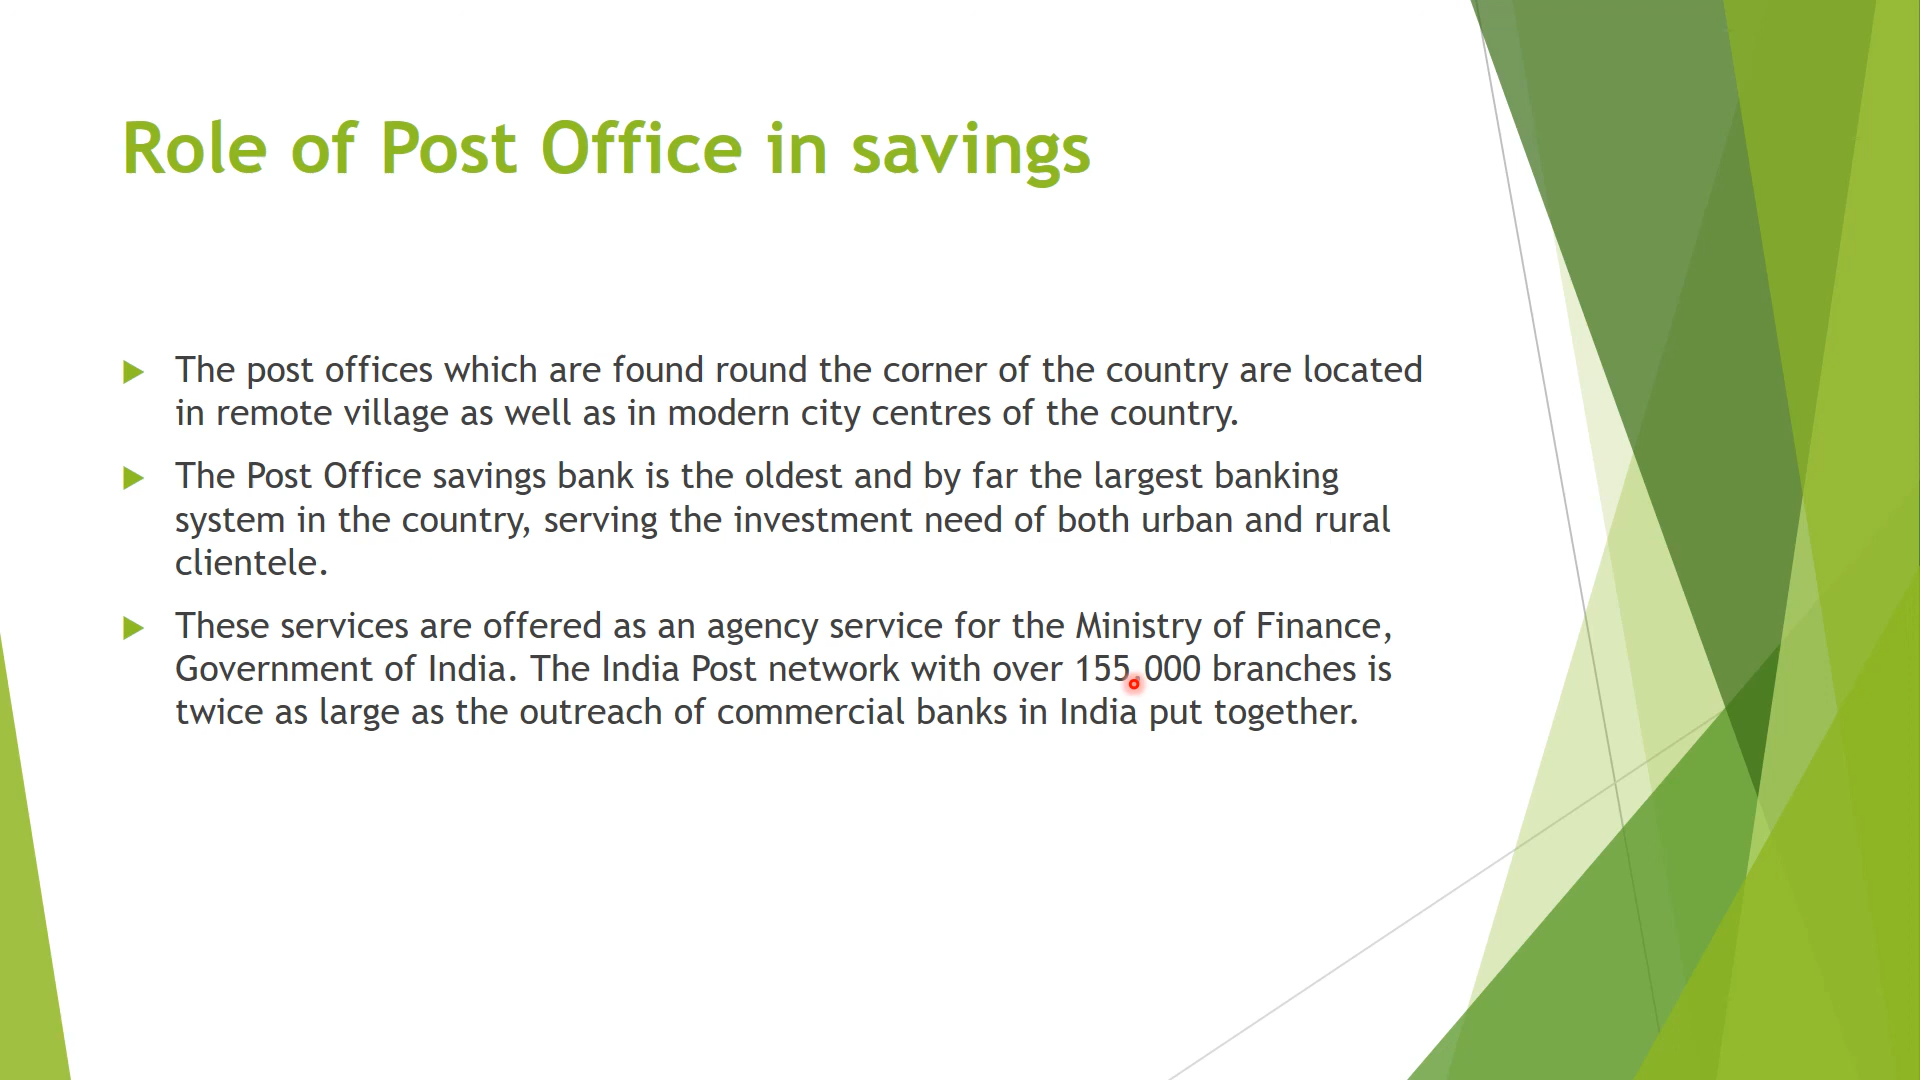 Role of Post Office in savings
The post offices which are found round the corner of the country are located
in remote village as well as in modern city centres of the country.
The Post Office savings bank is the oldest and by far the largest banking
system in the country, serving the investment need of both urban and rural
clientele.
These services are offered as an agency service for the Ministry of Finance,
Government of India. The India Post network with over 155,000 branches is
twice as large as the outreach of commercial banks in India put together.